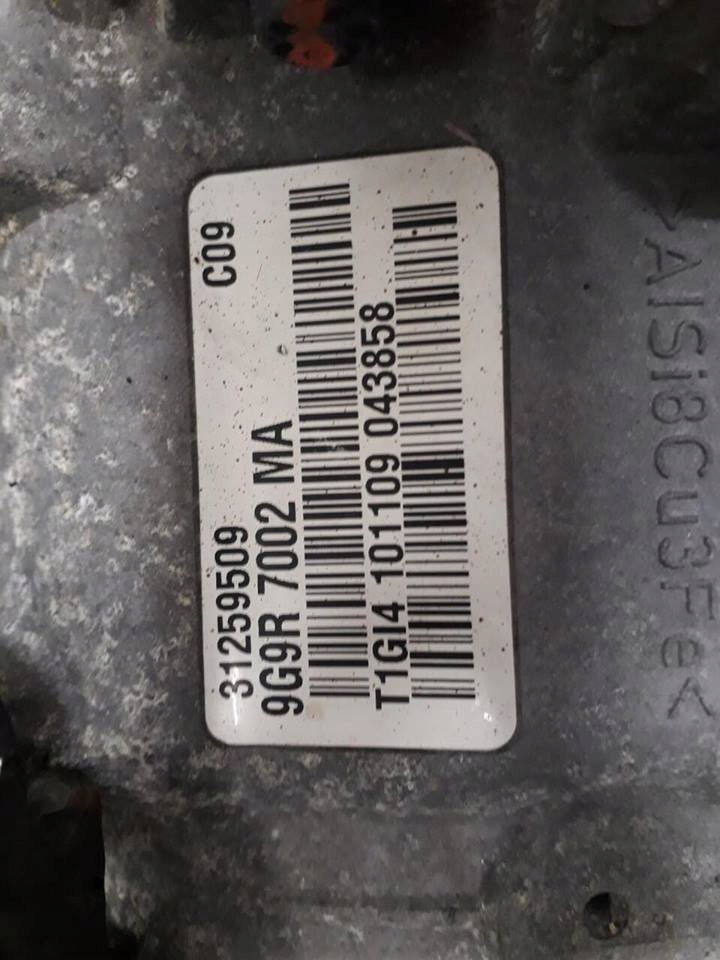 31259509 C09
9G9R 7002 MA
T1GI4 101109 043858
>AlSi8Cu3Fe<